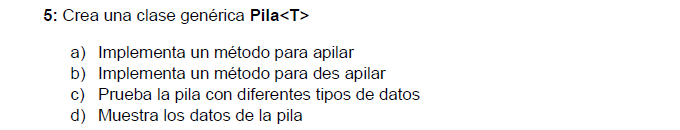 5: Crea una clase genérica Pila<T>
a) Implementa un método para apilar
b) Implementa un método para des apilar
c) Prueba la pila con diferentes tipos de datos
d) Muestra los datos de la pila